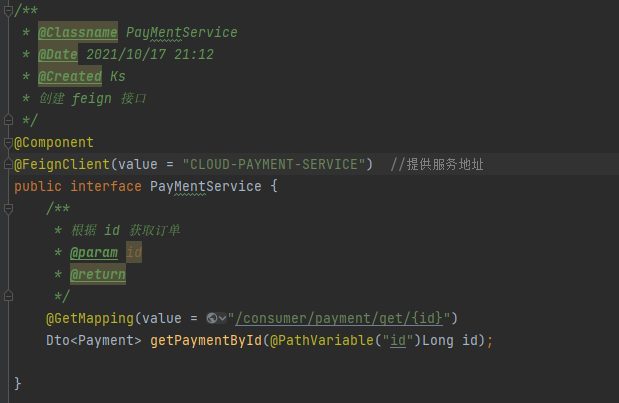 /**
 * @Classname PayMentService
 * @Date 2021/10/17 21:12
 * @Created Ks
 * 创建 feign 接口
 */
@Component
@FeignClient(value = "CLOUD-PAYMENT-SERVICE")  //提供服务地址
public interface PayMentService {
    /**
     * 根据 id 获取订单
     * @param id
     * @return
     */
    @GetMapping(value = "/consumer/payment/get/{id}")
    Dto<Payment> getPaymentById(@PathVariable("id")Long id);
}